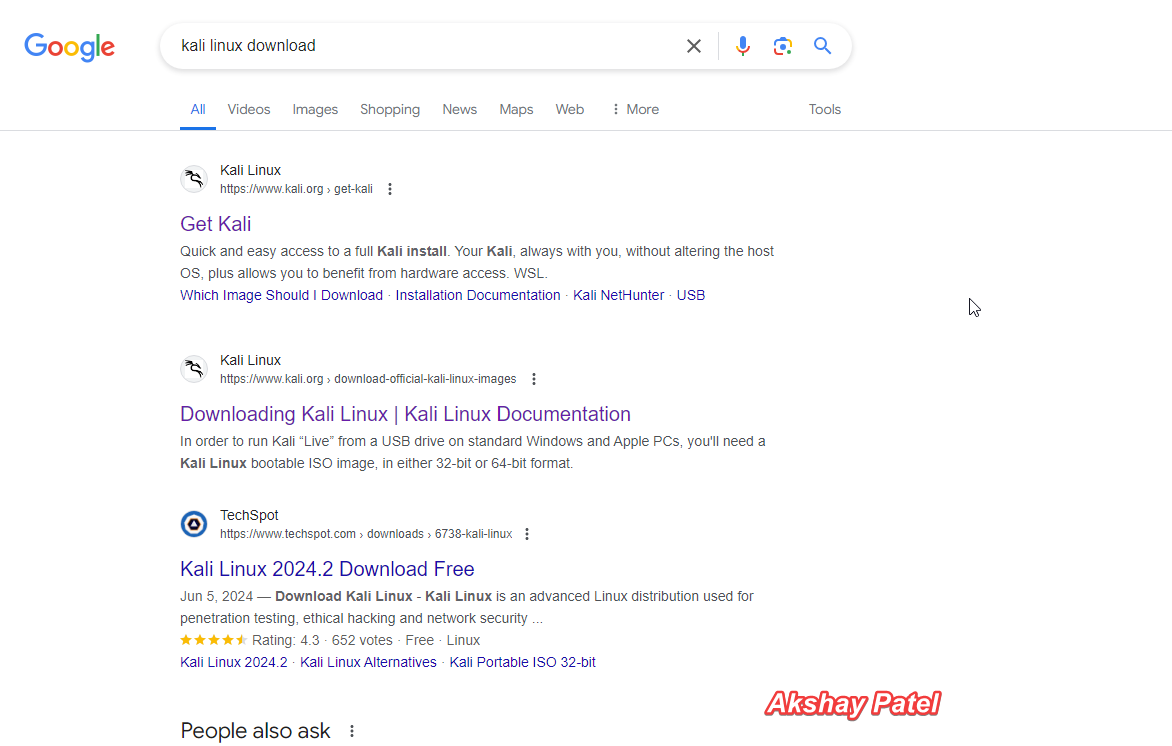 Google
kali linux download
All Videos Images Shopping News Maps Web More Tools
Kali Linux
https://www.kali.org › get-kali
Get Kali
Quick and easy access to a full Kali install. Your Kali, always with you, without altering the host
OS, plus allows you to benefit from hardware access. WSL.
Which Image Should I Download · Installation Documentation · Kali NetHunter · USB
Kali Linux
https://www.kali.org › download-official-kali-linux-images
Downloading Kali Linux | Kali Linux Documentation
In order to run Kali “Live” from a USB drive on standard Windows and Apple PCs, you'll need a
Kali Linux bootable ISO image, in either 32-bit or 64-bit format.
TechSpot
https://www.techspot.com › downloads › 6738-kali-linux
Kali Linux 2024.2 Download Free
Jun 5, 2024 — Download Kali Linux - Kali Linux is an advanced Linux distribution used for
penetration testing, ethical hacking and network security ...
Rating: 4.3 · 652 votes · Free · Linux
Kali Linux 2024.2 · Kali Linux Alternatives · Kali Portable ISO 32-bit
Akshay Patel
People also ask